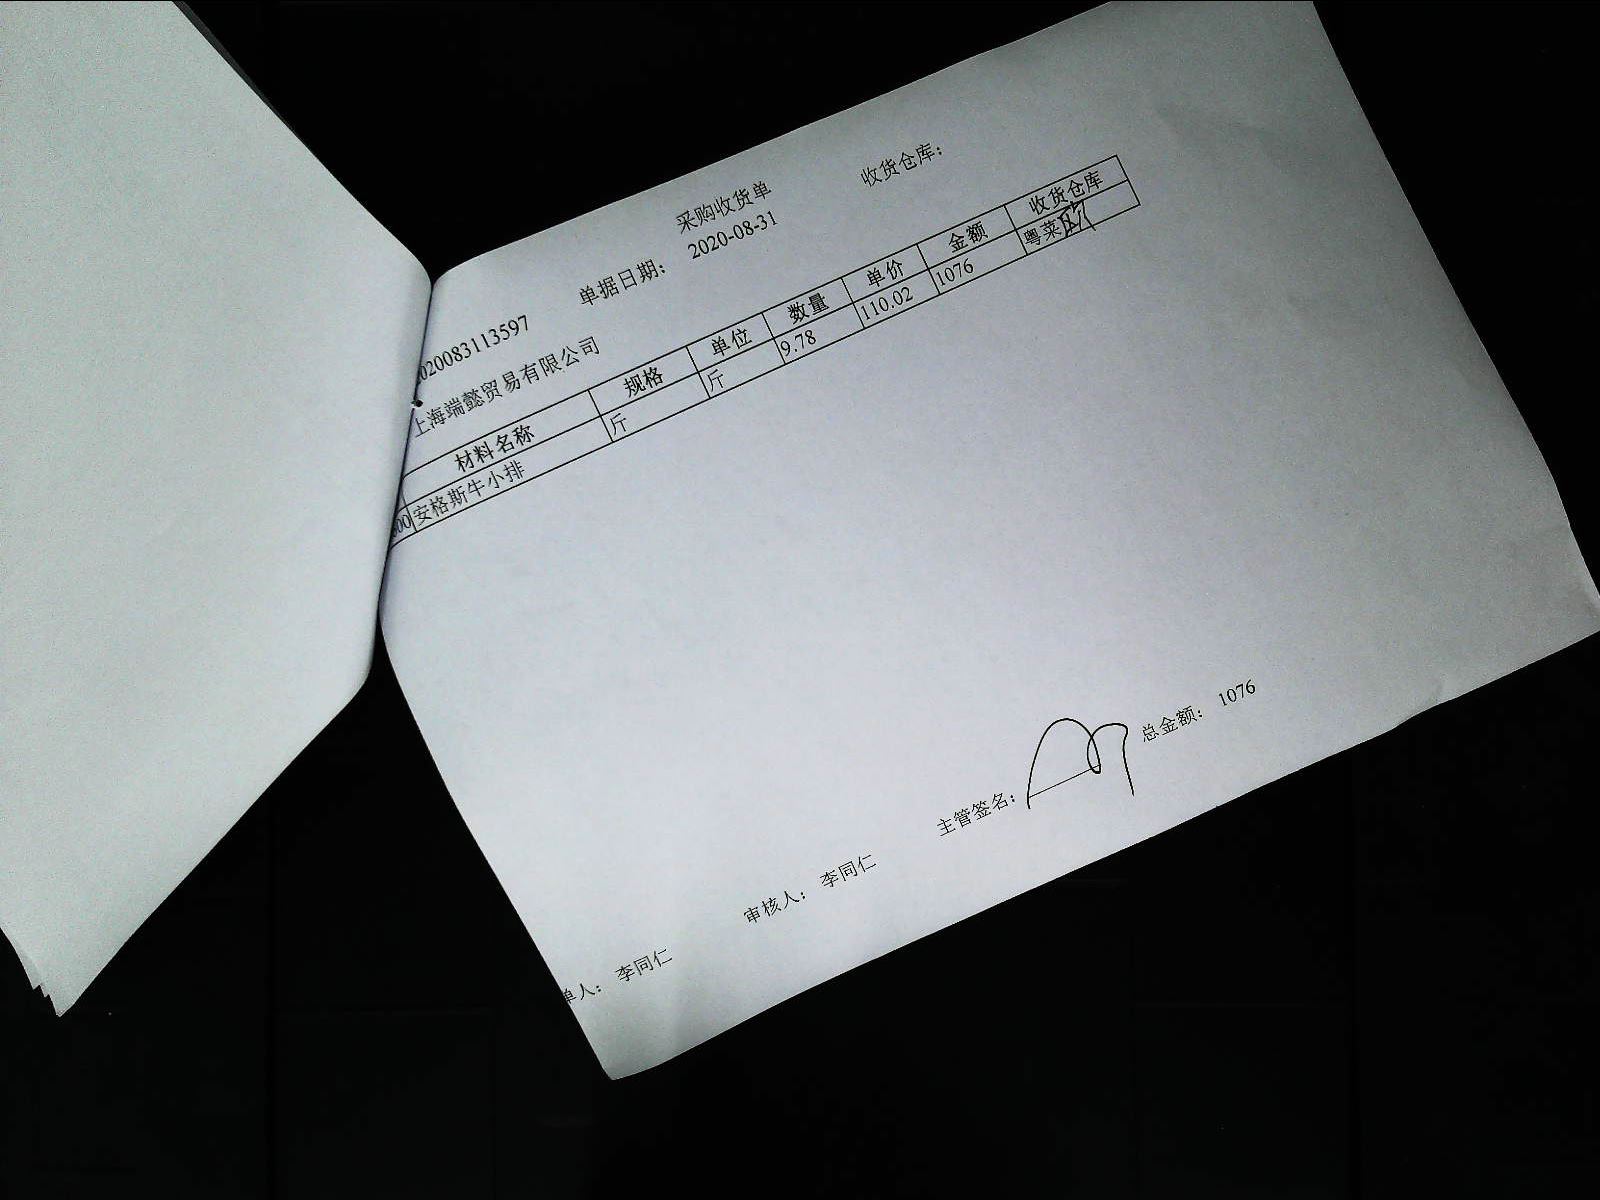 采购收货单
单据日期: 2020-08-31 收货仓库:
020083113597
上海端懿贸易有限公司
材料名称 规格 单位 数量 单价 金额 收货仓库
00 安格斯牛小排 斤 斤 9.78 110.02 1076 粤菜
总金额: 1076
主管签名:
审核人: 李同仁
单人: 李同仁